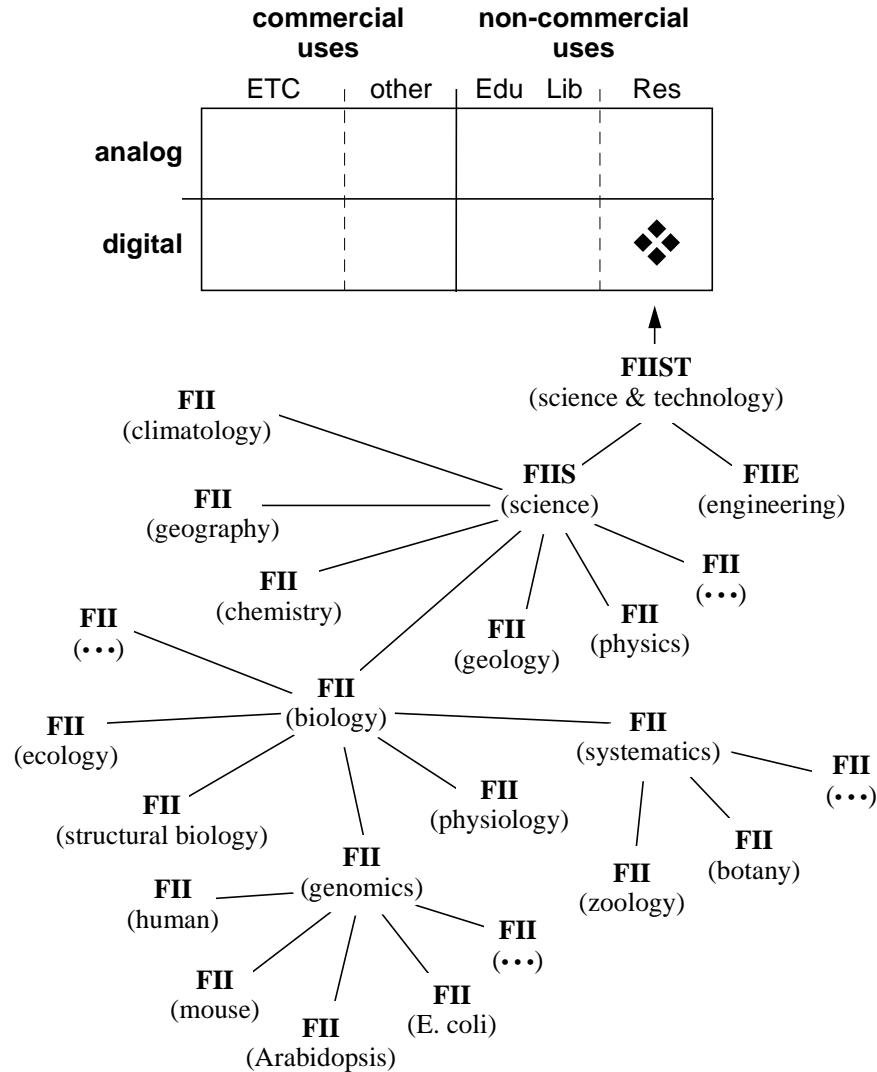 commercial uses
non-commercial uses
ETC other Edu Lib Res
analog
digital
FIIST
(science & technology)
FII
(climatology)
FIIS
(science)
FIIE
(engineering)
FII
(geography)
FII
(chemistry)
FII
(geology)
FII
(physics)
FII
(•••)
FII
(•••)
FII
(biology)
FII
(ecology)
FII
(structural biology)
FII
(physiology)
FII
(systematics)
FII
(•••)
FII
(botany)
FII
(zoology)
FII
(genomics)
FII
(human)
FII
(mouse)
FII
(Arabidopsis)
FII
(E. coli)
FII
(•••)